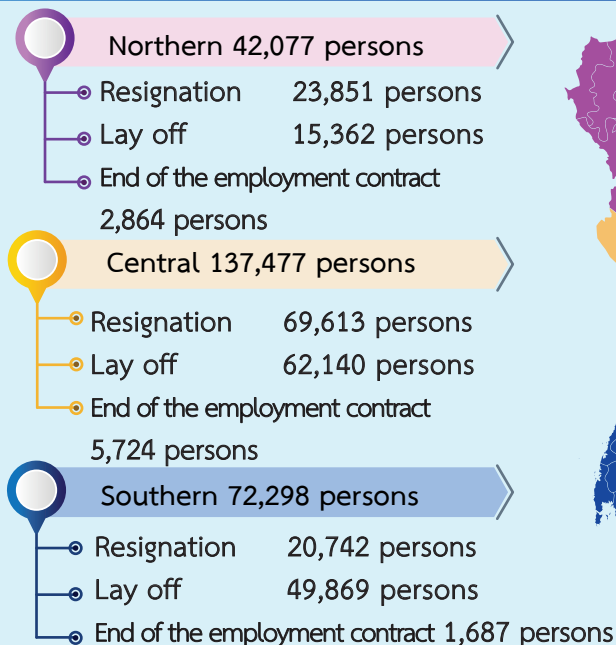 Northern 42,077 persons
Resignation 23,851 persons
Lay off 15,362 persons
End of the employment contract
2,864 persons
Central 137,477 persons
Resignation 69,613 persons
Lay off 62,140 persons
End of the employment contract
5,724 persons
Southern 72,298 persons
Resignation 20,742 persons
Lay off 49,869 persons
End of the employment contract 1,687 persons